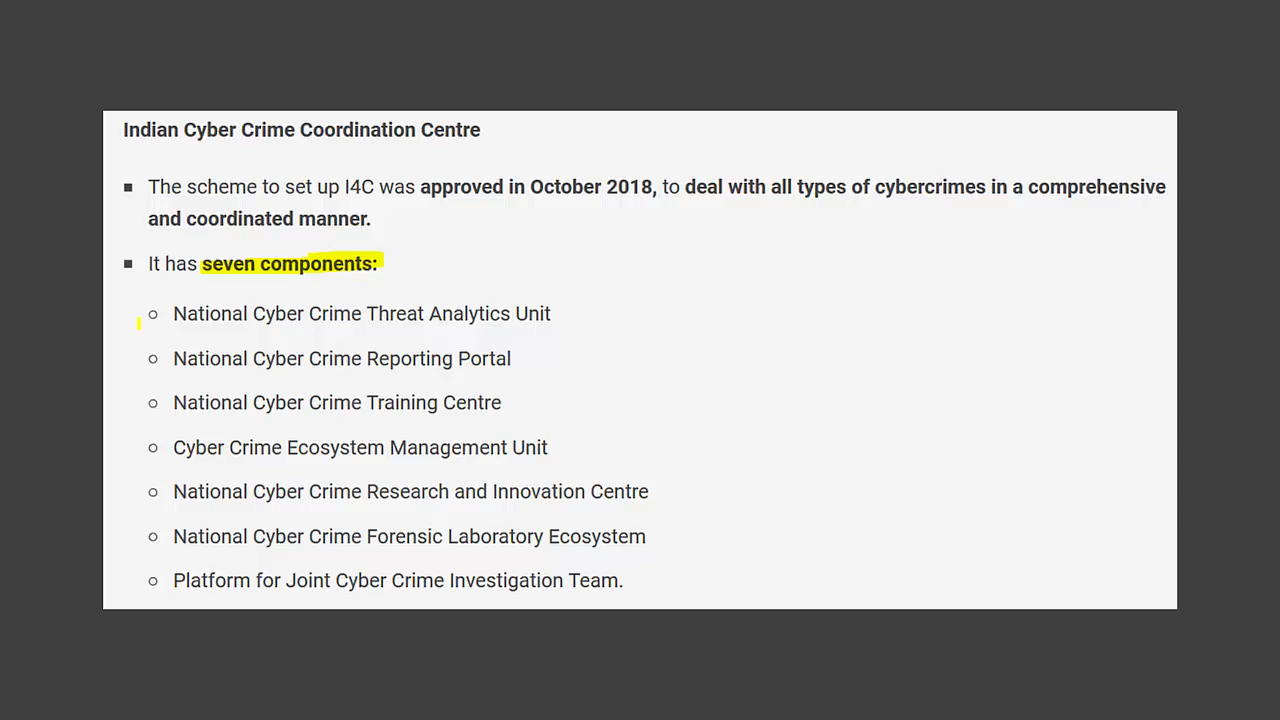 Indian Cyber Crime Coordination Centre
The scheme to set up I4C was approved in October 2018, to deal with all types of cybercrimes in a comprehensive
and coordinated manner.
It has seven components:
National Cyber Crime Threat Analytics Unit
National Cyber Crime Reporting Portal
National Cyber Crime Training Centre
Cyber Crime Ecosystem Management Unit
National Cyber Crime Research and Innovation Centre
National Cyber Crime Forensic Laboratory Ecosystem
Platform for Joint Cyber Crime Investigation Team.